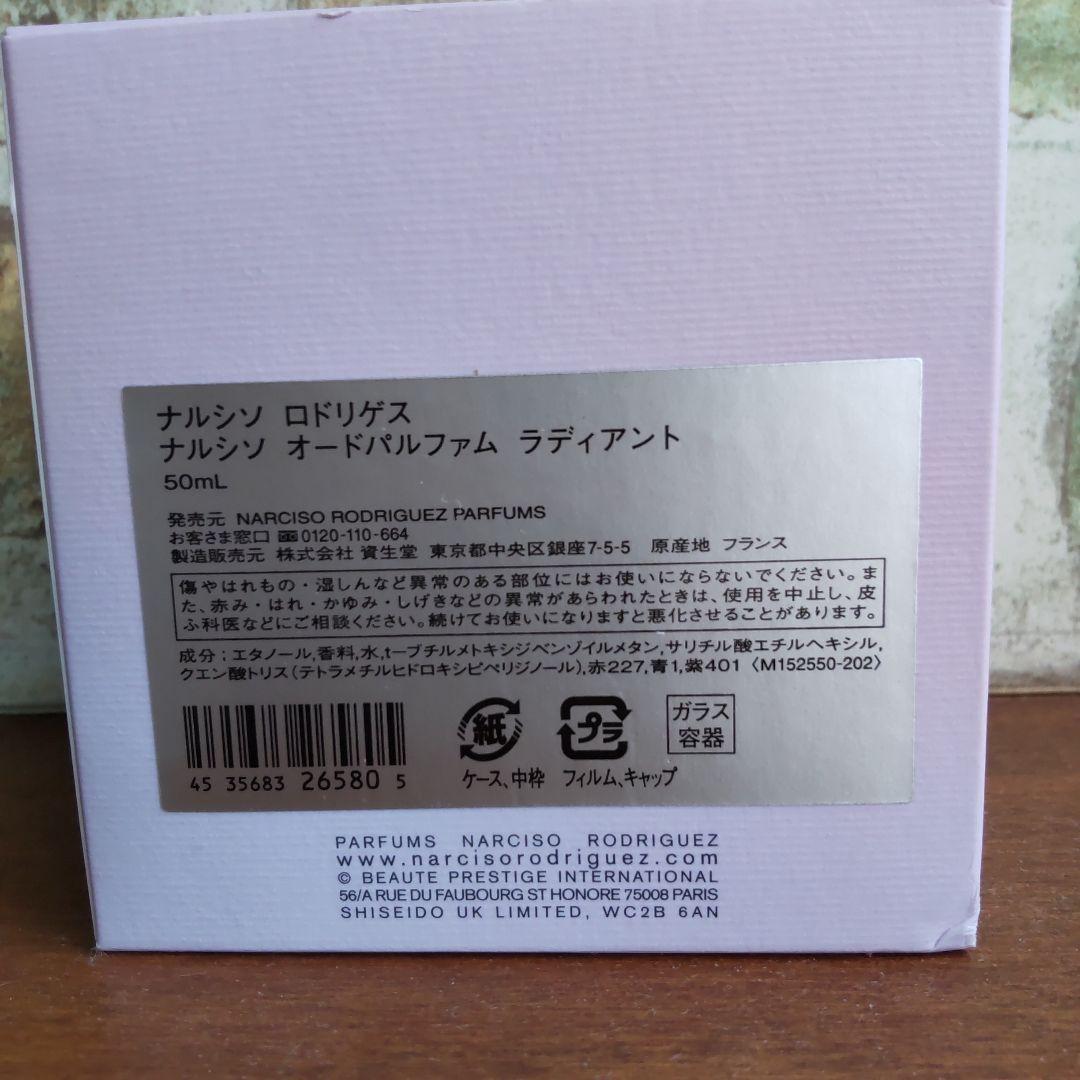 ナルシソ ロドリゲス
ナルシソ オードパルファム ラディアント
50mL
発売元 NARCISO RODRIGUEZ PARFUMS
お客さま窓口 0120-110-664
製造販売元 株式会社 資生堂 東京都中央区銀座7-5-5 原産地 フランス
傷やはれもの・湿しんなど異常のある部位にはお使いにならないでください。ま
た、赤み・はれ・かゆみ・しげきなどの異常があらわれたときは、使用を中止し、皮
ふ科医などにご相談ください。続けてお使いになりますと悪化させることがあります。
成分；エタノール,香料,水,t-ブチルメトキシジベンゾイルメタン,サリチル酸エチルヘキシル,
クエン酸トリス(テトラメチルヒドロキシピペリジノール),赤227,青1,紫401〈M152550-202〉
紙 プラ ガラス
容器
ケース、中枠 フィルム、キャップ
45 35683 26580 5
PARFUMS NARCISO RODRIGUEZ
www.narcisorodriguez.com
© BEAUTE PRESTIGE INTERNATIONAL
56/A RUE DU FAUBOURG ST HONORE 75008 PARIS
SHISEIDO UK LIMITED, WC2B 6AN